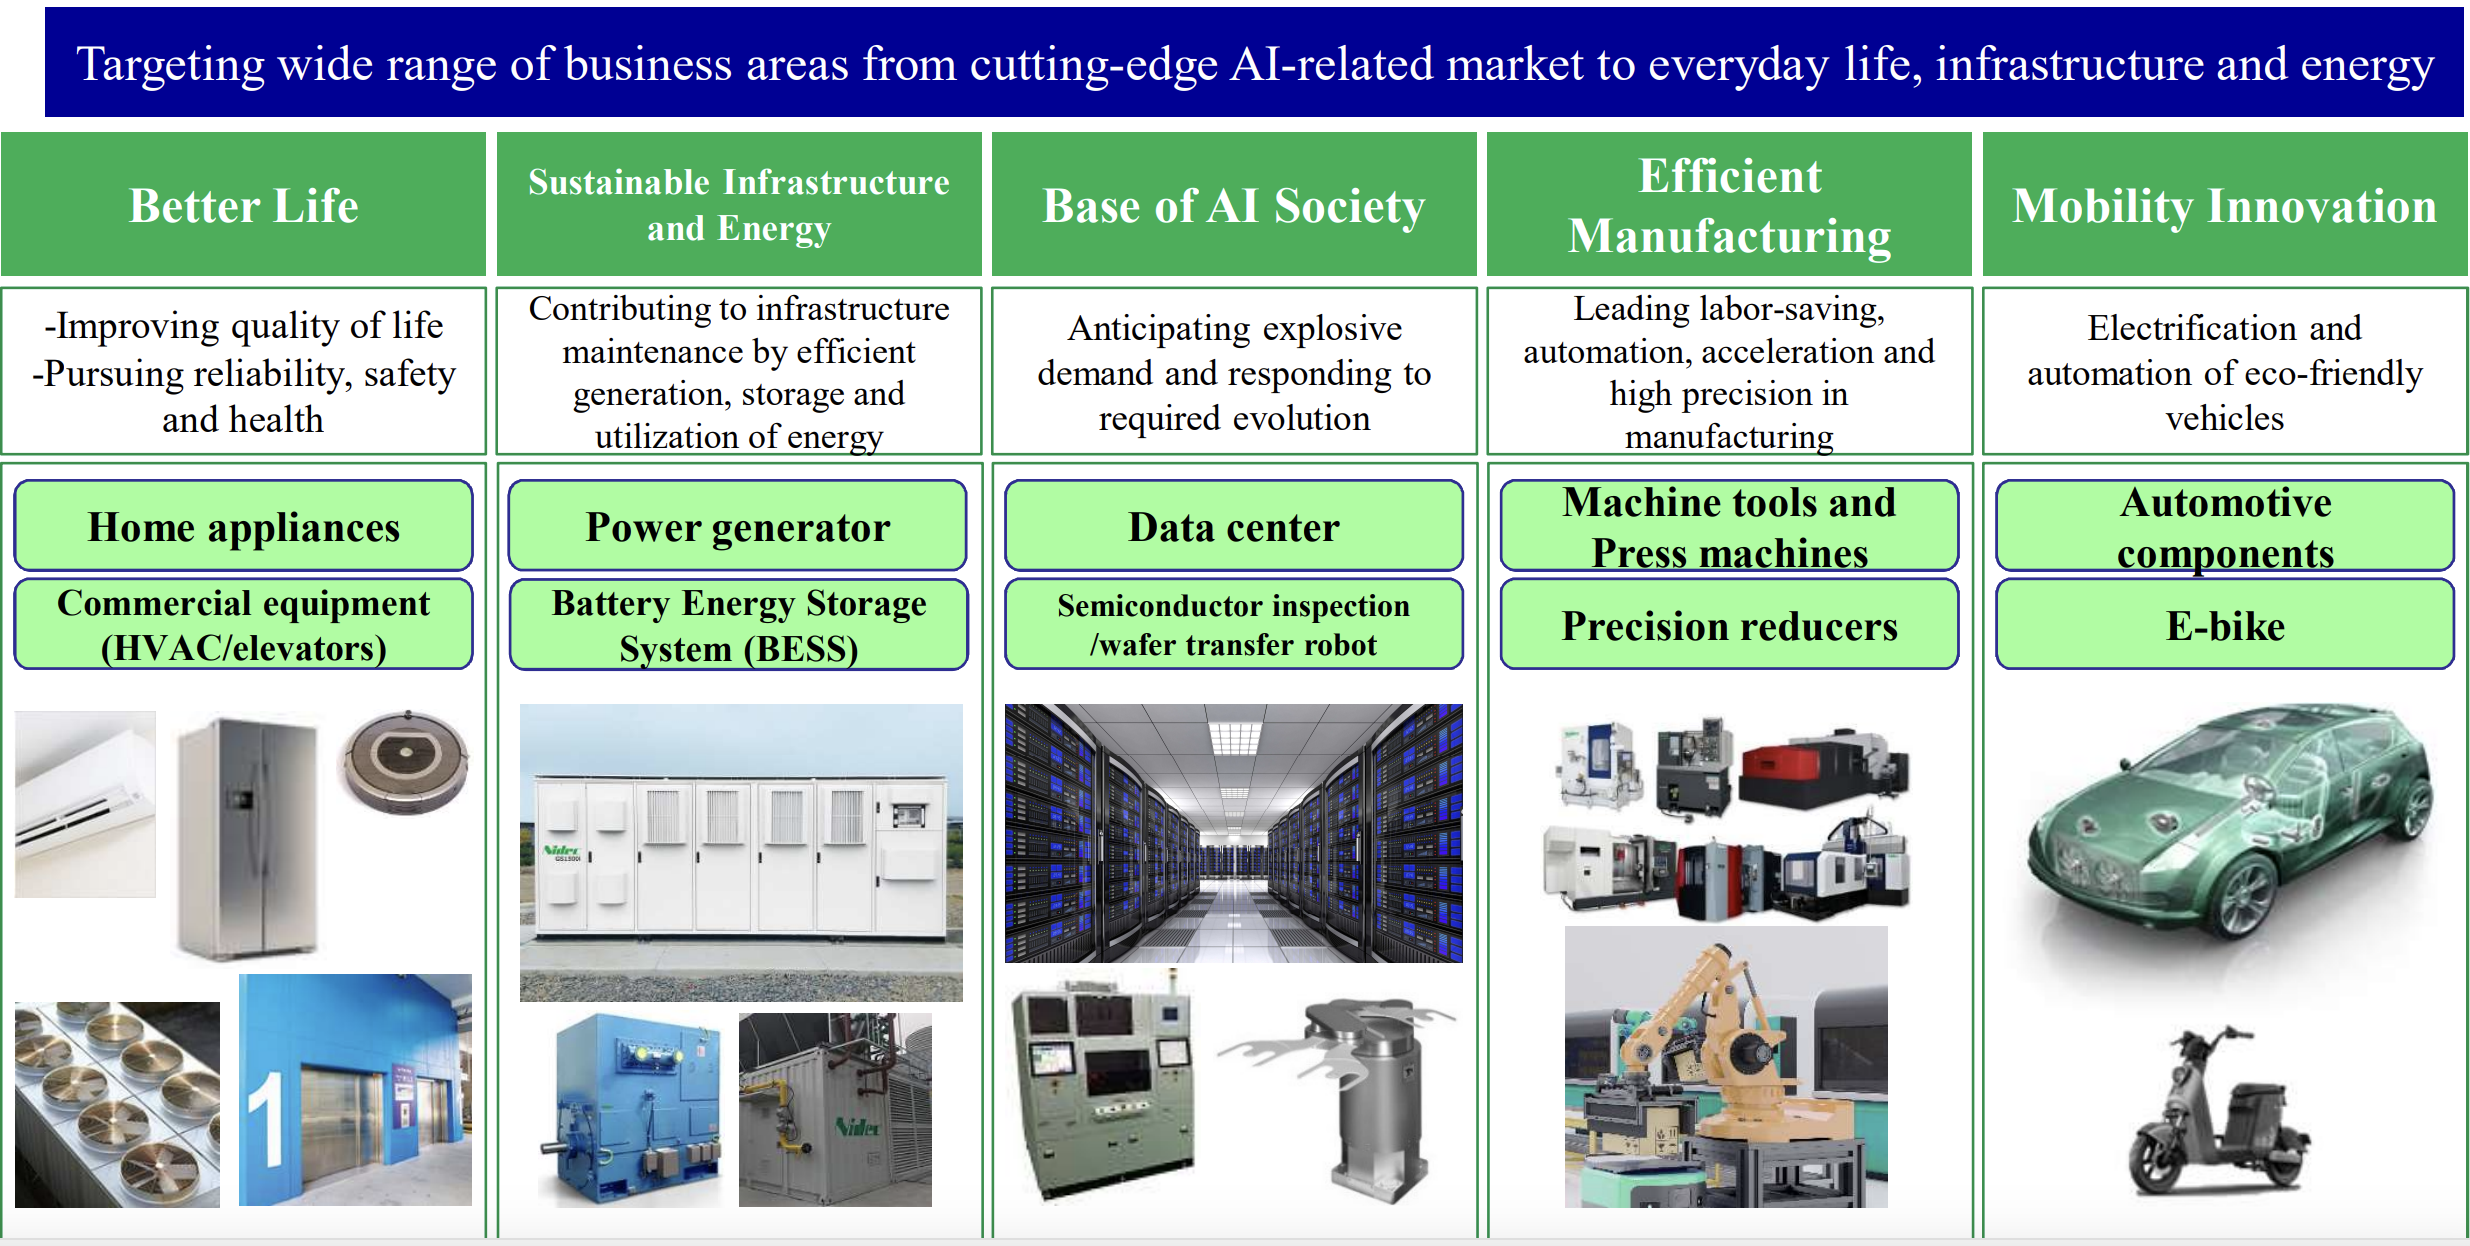 Targeting wide range of business areas from cutting-edge AI-related market to everyday life, infrastructure and energy
Better Life
-Improving quality of life
-Pursuing reliability, safety
and health
Home appliances
Commercial equipment
(HVAC/elevators)
1
Sustainable Infrastructure
and Energy
Contributing to infrastructure
maintenance by efficient
generation, storage and
utilization of energy
Power generator
Battery Energy Storage
System (BESS)
Nidec
Nidec
Base of AI Society
Anticipating explosive
demand and responding to
required evolution
Data center
Semiconductor inspection
/wafer transfer robot
Efficient
Manufacturing
Leading labor-saving,
automation, acceleration and
high precision in
manufacturing
Machine tools and
Press machines
Precision reducers
Mobility Innovation
Electrification and
automation of eco-friendly
vehicles
Automotive
components
E-bike